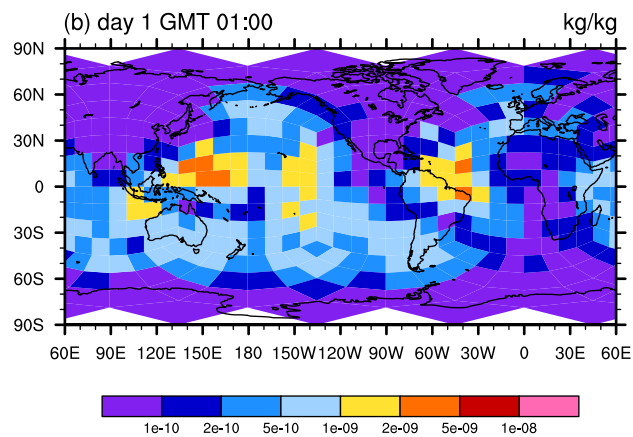 (b) day 1 GMT 01:00 kg/kg
90N
60N
30N
0
30S
60S
90S
60E 90E 120E 150E 180 150W 120W 90W 60W 30W 0 30E 60E
1e-10 2e-10 5e-10 1e-09 2e-09 5e-09 1e-08